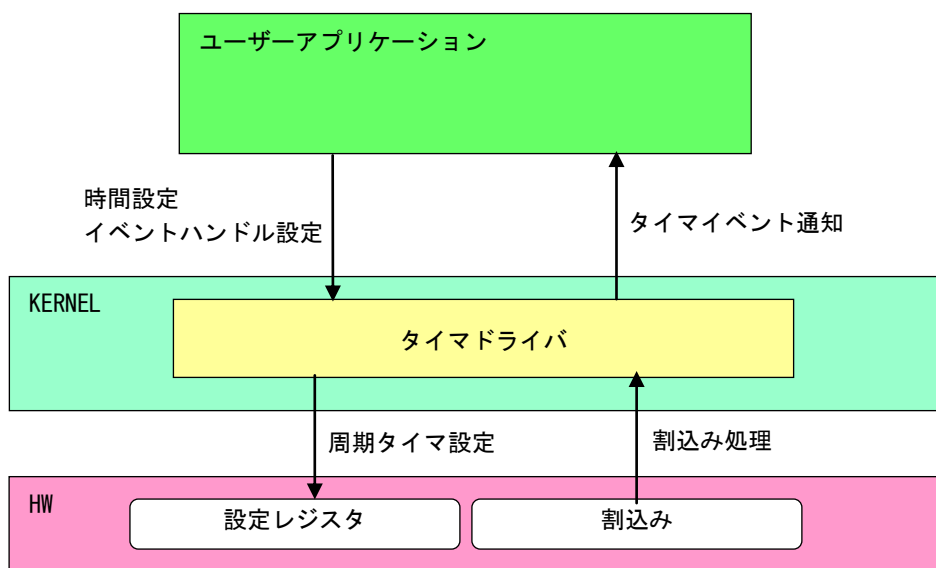 ユーザーアプリケーション
時間設定
イベントハンドル設定
タイマイベント通知
KERNEL
タイマドライバ
周期タイマ設定
割込み処理
HW
設定レジスタ
割込み